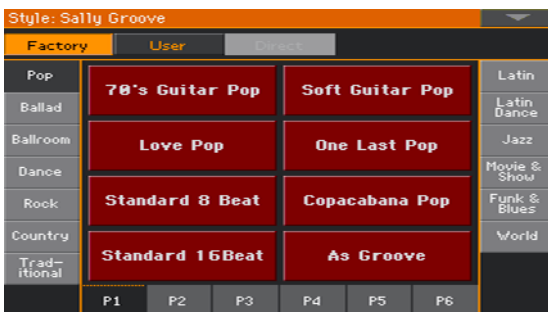 Style: Sally Groove
Factory
User
Direct
Pop
Ballad
Ballroom
Dance
Rock
Country
Trad-
itional
70's Guitar Pop
Soft Guitar Pop
Love Pop
One Last Pop
Standard 8 Beat
Copacabana Pop
Standard 16Beat
As Groove
Latin
Latin
Dance
Jazz
Movie &
Show
Funk &
Blues
World
P1
P2
P3
P4
P5
P6